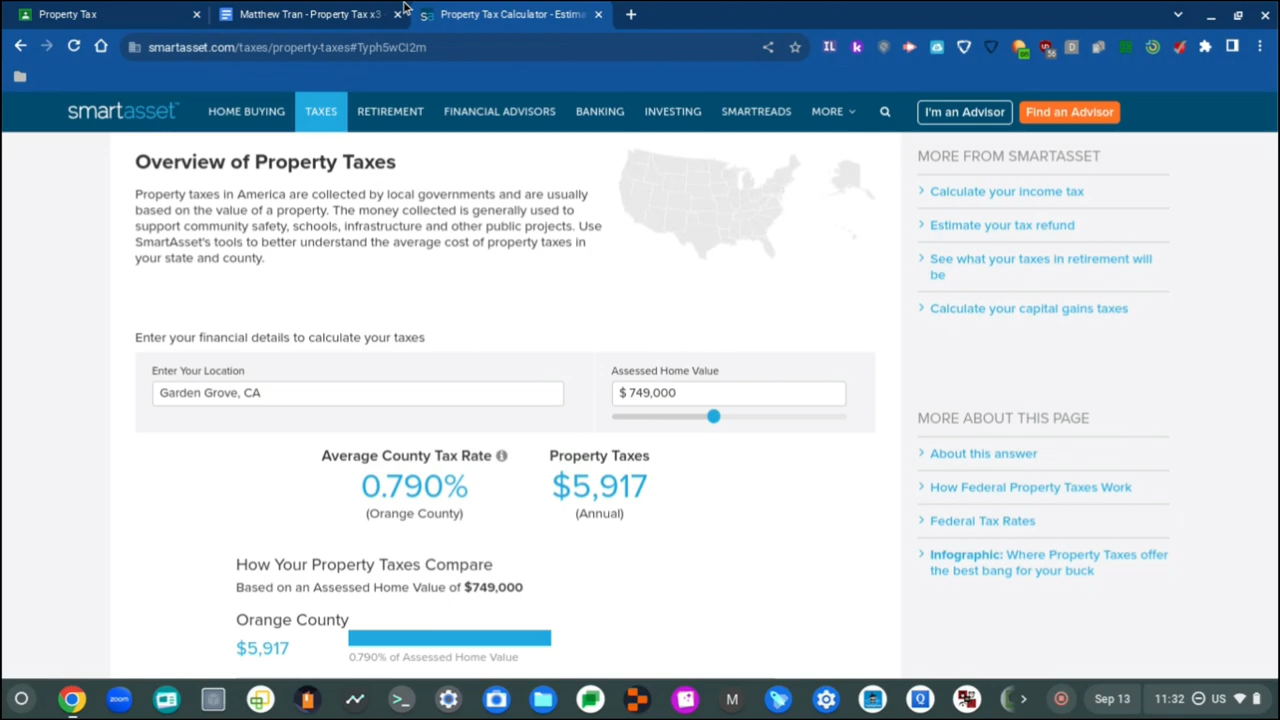 Property Tax
Matthew Tran - Property Tax x3
Property Tax Calculator - Estima
smartasset.com/taxes/property-taxes#Typh5wCI2m
smartasset
HOME BUYING
TAXES
RETIREMENT
FINANCIAL ADVISORS
BANKING
INVESTING
SMARTREADS
MORE
I'm an Advisor
Find an Advisor
Overview of Property Taxes
Property taxes in America are collected by local governments and are usually
based on the value of a property. The money collected is generally used to
support community safety, schools, infrastructure and other public projects. Use
SmartAsset's tools to better understand the average cost of property taxes in
your state and county.
Enter your financial details to calculate your taxes
Enter Your Location
Garden Grove, CA
Assessed Home Value
$ 749,000
Average County Tax Rate
0.790%
(Orange County)
Property Taxes
$5,917
(Annual)
How Your Property Taxes Compare
Based on an Assessed Home Value of $749,000
Orange County
$5,917
0.790% of Assessed Home Value
MORE FROM SMARTASSET
Calculate your income tax
Estimate your tax refund
See what your taxes in retirement will
be
Calculate your capital gains taxes
MORE ABOUT THIS PAGE
About this answer
How Federal Property Taxes Work
Federal Tax Rates
Infographic: Where Property Taxes offer
the best bang for your buck
zoom
M
Q
Sep 13
11:32
US